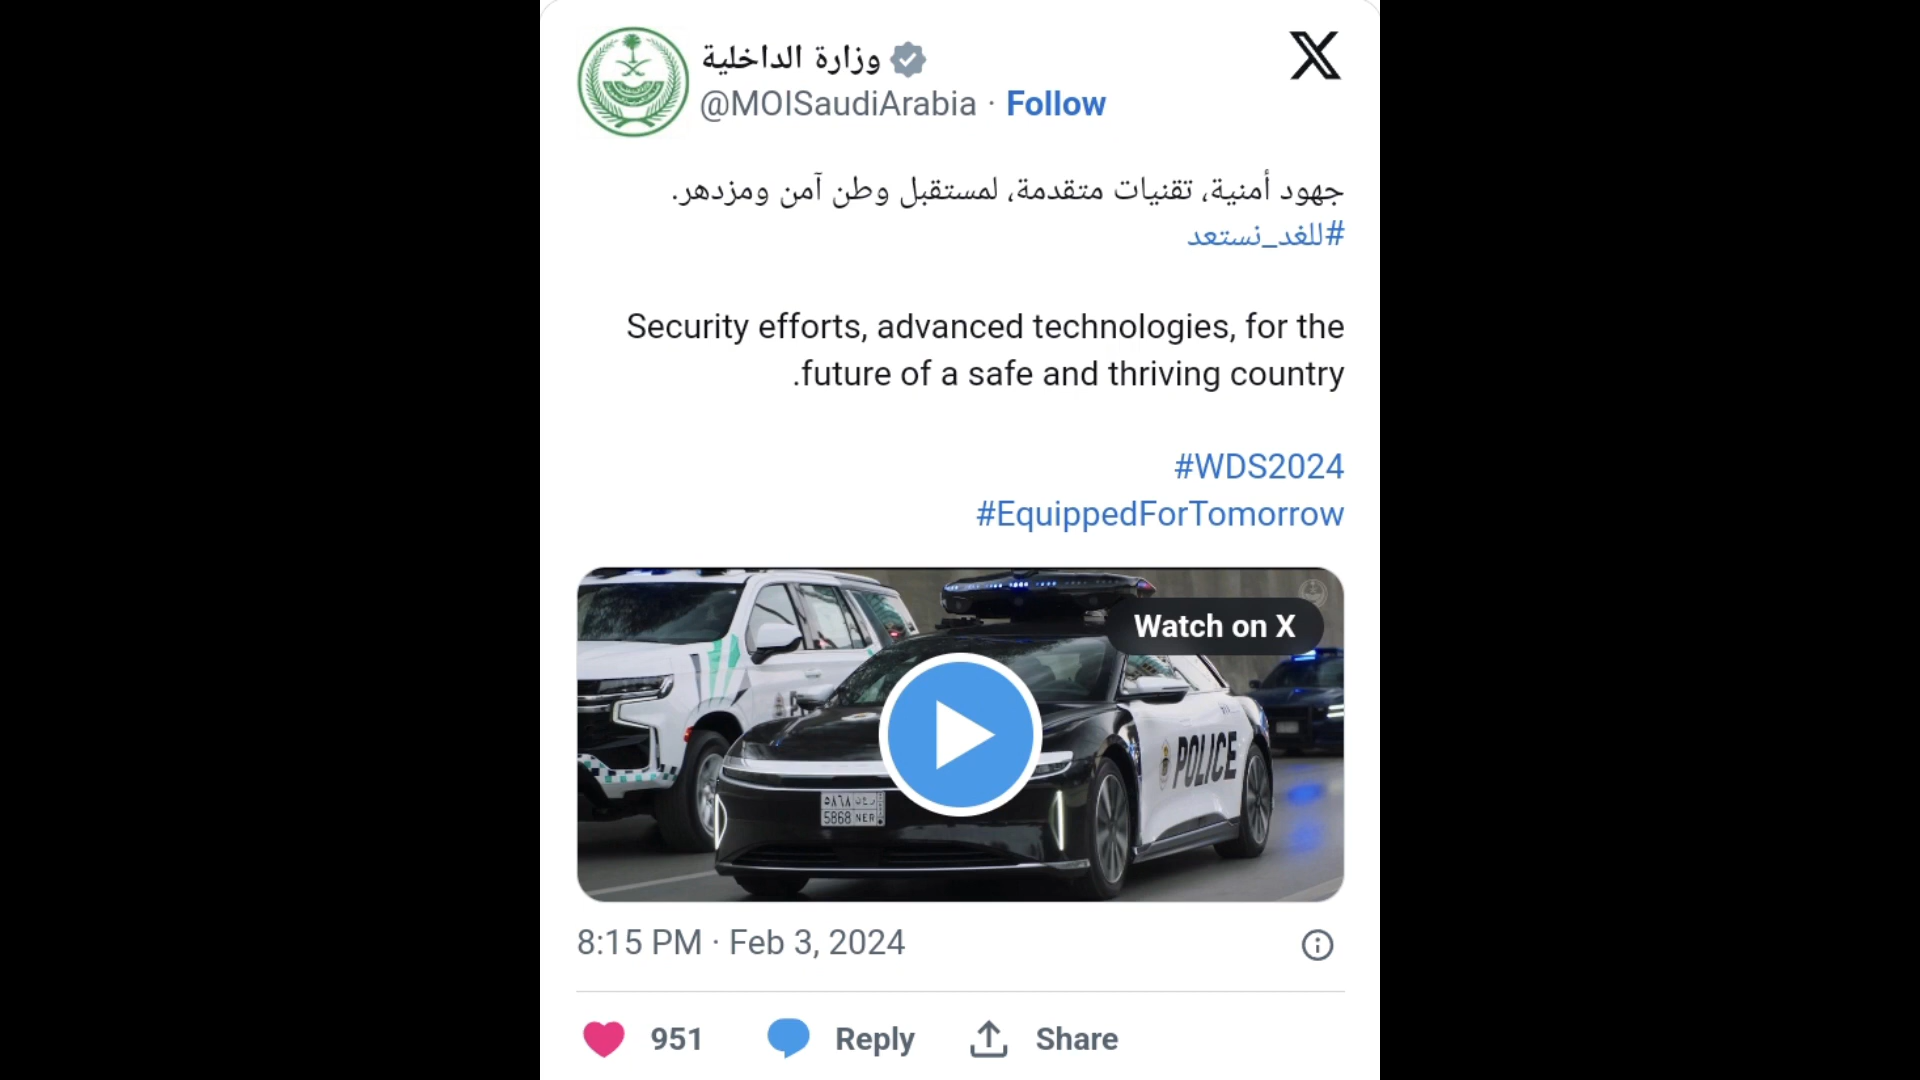 وزارة الداخلية
@MOISaudiArabia · Follow
جهود أمنية، تقنيات متقدمة، لمستقبل وطن آمن ومزدهر.
#للغد_نستعد
Security efforts, advanced technologies, for the
.future of a safe and thriving country
#WDS2024
#EquippedForTomorrow
Watch on X
POLICE
5868 NER
8:15 PM · Feb 3, 2024
951 Reply Share